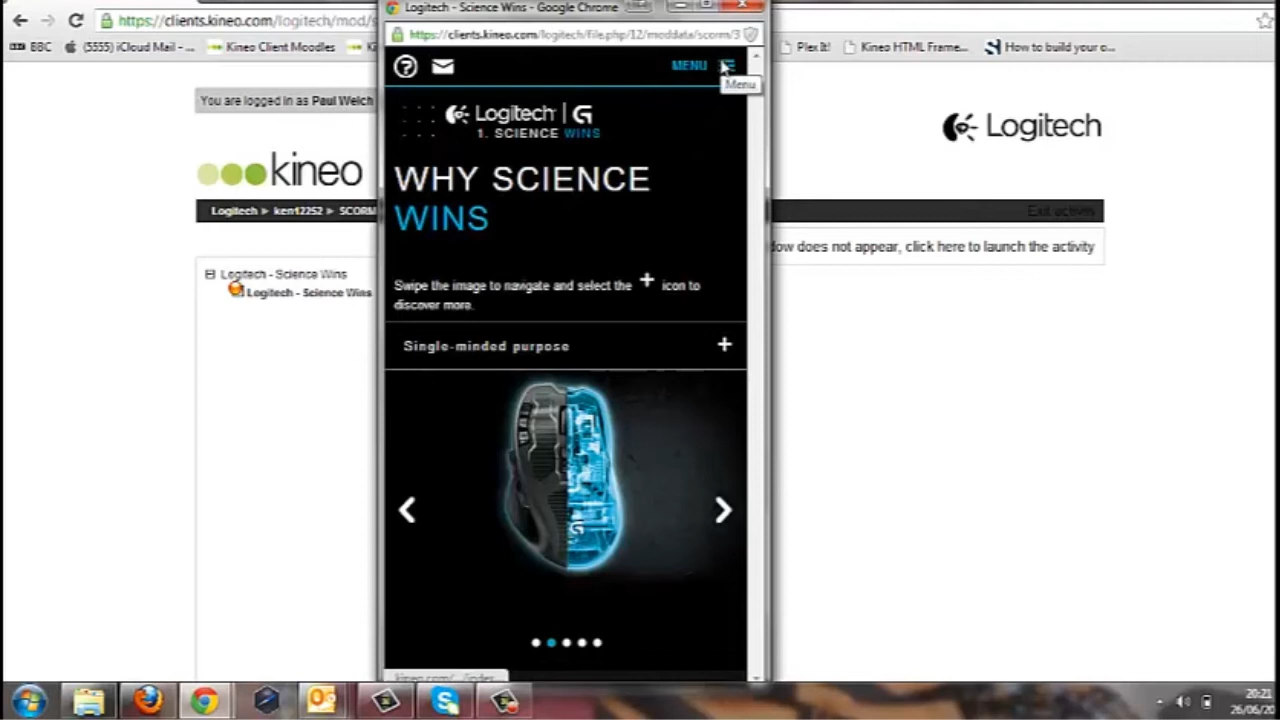 Logitech - Science Wins - Google Chrome
https://clients.kineo.com/logitech/mod/s
https://clients.kineo.com/logitech/file.php/12/moddata/scorm/3
BBC
(5555) iCloud Mail - ...
Kineo Client Moodles
Plex It!
Kineo HTML Frame...
How to build your o...
MENU
Menu
You are logged in as Paul Welch
Logitech | G
1. SCIENCE WINS
Logitech
kineo
WHY SCIENCE
WINS
Logitech ► ken12252 ► SCORM
Exit activity
dow does not appear, click here to launch the activity
Logitech - Science Wins
Logitech - Science Wins
Swipe the image to navigate and select the + icon to
discover more.
Single-minded purpose +
G
kineo.com/.../index
20:21
26/06/20